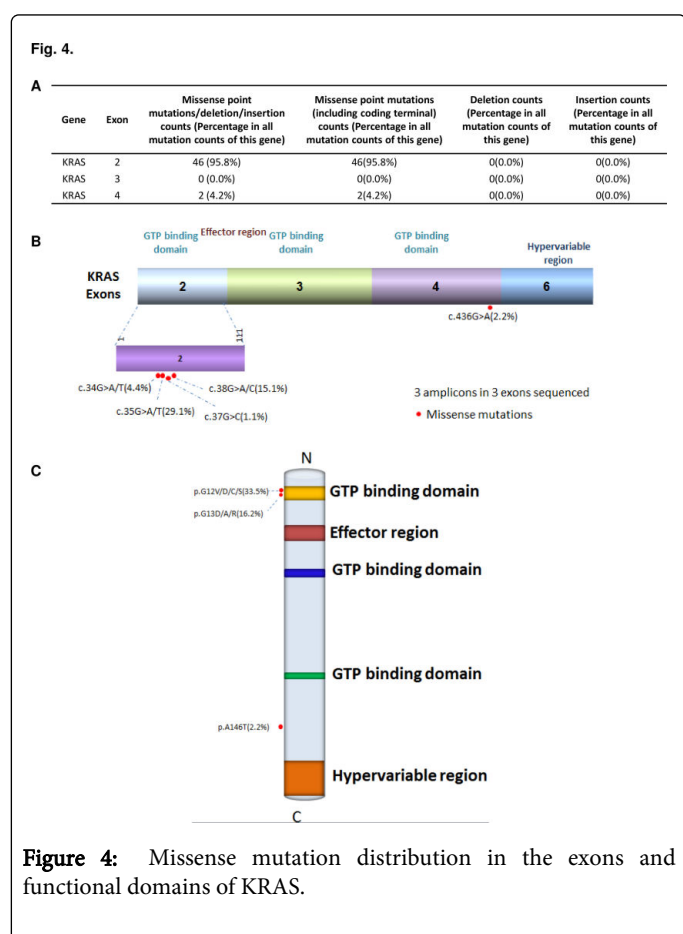 Fig. 4.
A
Gene Exon Missense point mutations/deletion/insertion counts (Percentage in all mutation counts of this gene) Missense point mutations (including coding terminal) counts (Percentage in all mutation counts of this gene) Deletion counts (Percentage in all mutation counts of this gene) Insertion counts (Percentage in all mutation counts of this gene)
KRAS 2 46 (95.8%) 46(95.8%) 0(0.0%) 0(0.0%)
KRAS 3 0 (0.0%) 0(0.0%) 0(0.0%) 0(0.0%)
KRAS 4 2 (4.2%) 2(4.2%) 0(0.0%) 0(0.0%)
B
GTP binding domain
Effector region
GTP binding domain
GTP binding domain
Hypervariable region
KRAS Exons
2 3 4 6
c.436G>A(2.2%)
1 111
2
c.34G>A/T(4.4%)
c.38G>A/C(15.1%)
c.35G>A/T(29.1%)
c.37G>C(1.1%)
3 amplicons in 3 exons sequenced
Missense mutations
C
N
p.G12V/D/C/S(33.5%)
GTP binding domain
p.G13D/A/R(16.2%)
Effector region
GTP binding domain
GTP binding domain
p.A146T(2.2%)
Hypervariable region
C
Figure 4: Missense mutation distribution in the exons and
functional domains of KRAS.